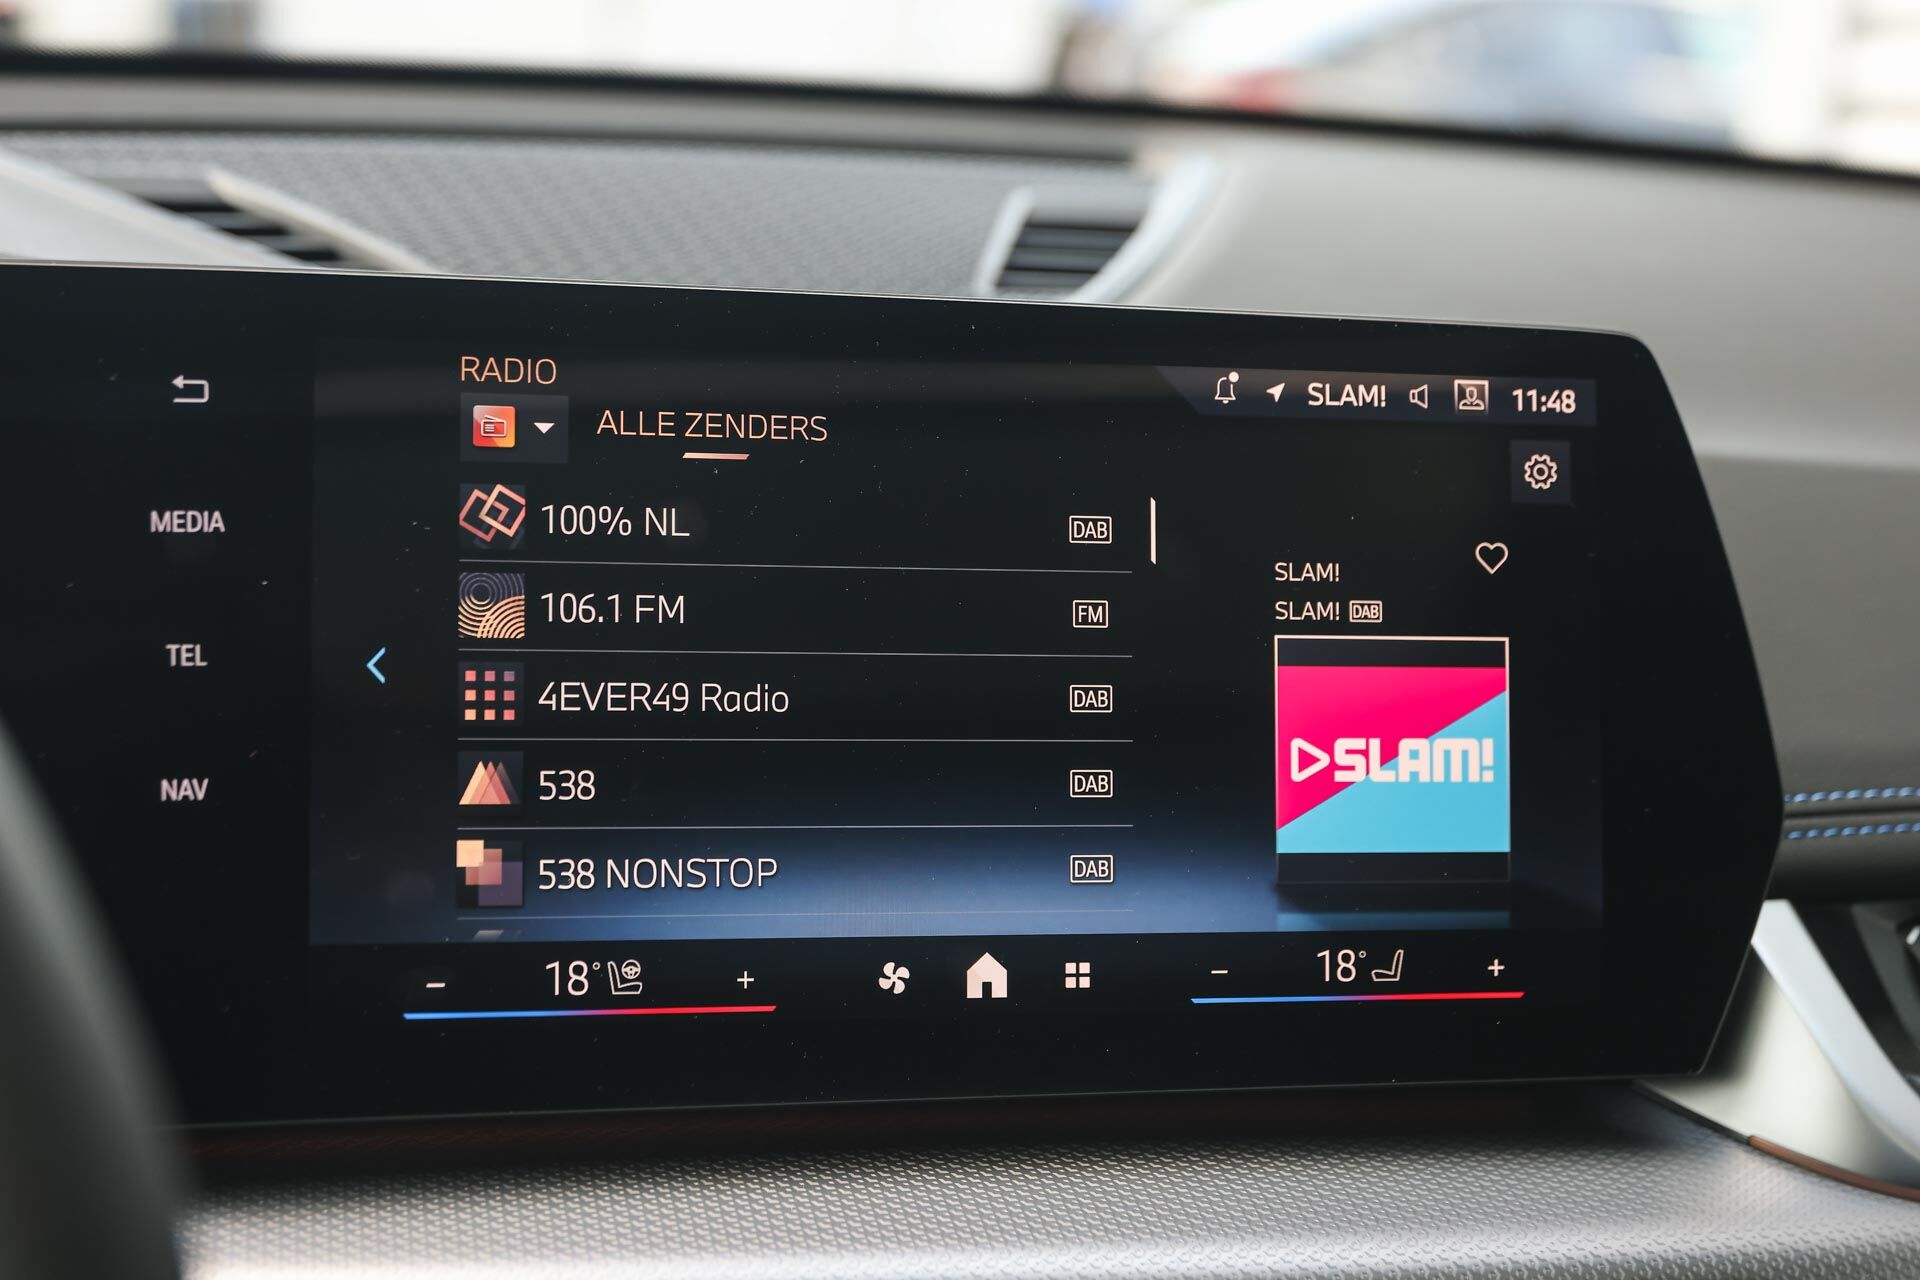 RADIO
SLAM! 11:48
ALLE ZENDERS
MEDIA
TEL
NAV
100% NL DAB
106.1 FM FM
4EVER49 Radio DAB
538 DAB
538 NONSTOP DAB
SLAM!
SLAM! DAB
SLAM!
- 18° +
- 18° +